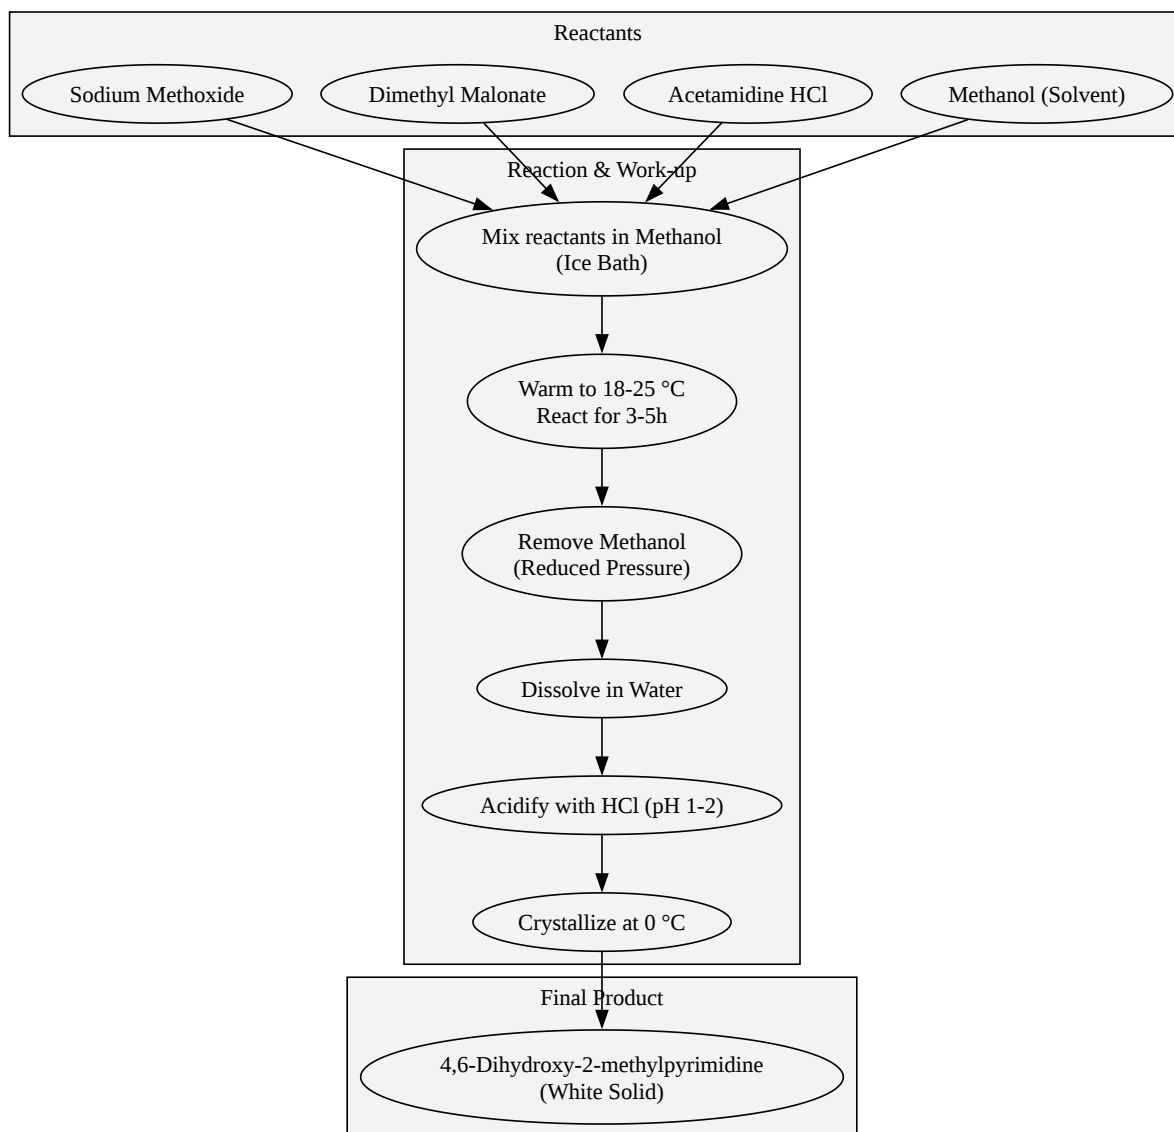 Reactants
Sodium Methoxide
Dimethyl Malonate
Acetamidine HCl
Methanol (Solvent)
Reaction & Work-up
Mix reactants in Methanol
(Ice Bath)
Warm to 18-25 °C
React for 3-5h
Remove Methanol
(Reduced Pressure)
Dissolve in Water
Acidify with HCl (pH 1-2)
Crystallize at 0 °C
Final Product
4,6-Dihydroxy-2-methylpyrimidine
(White Solid)